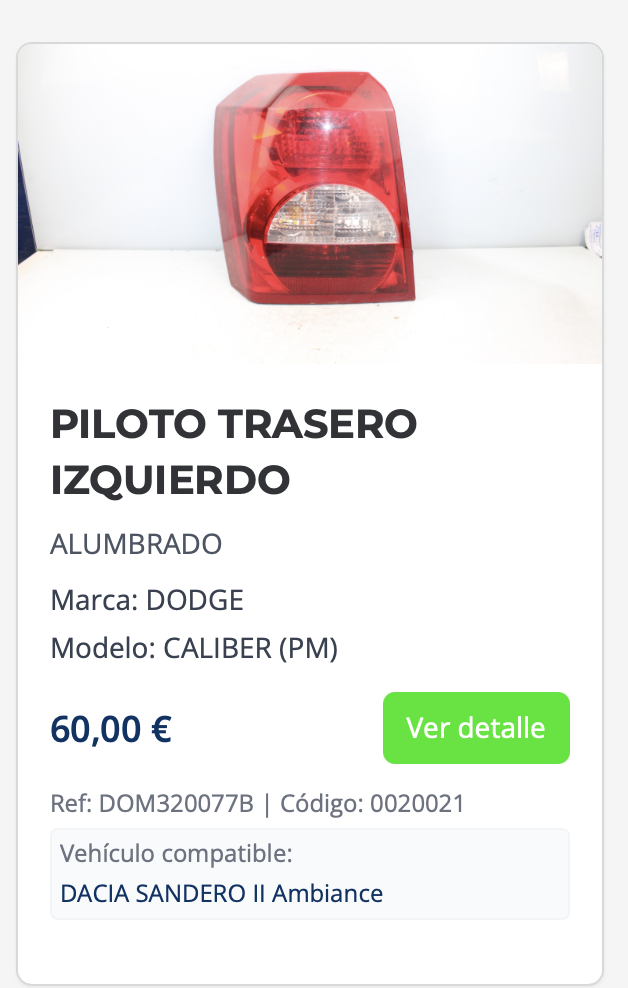 PILOTO TRASERO
IZQUIERDO
ALUMBRADO
Marca: DODGE
Modelo: CALIBER (PM)
60,00 €
Ver detalle
Ref: DOM320077B | Código: 0020021
Vehículo compatible:
DACIA SANDERO II Ambiance